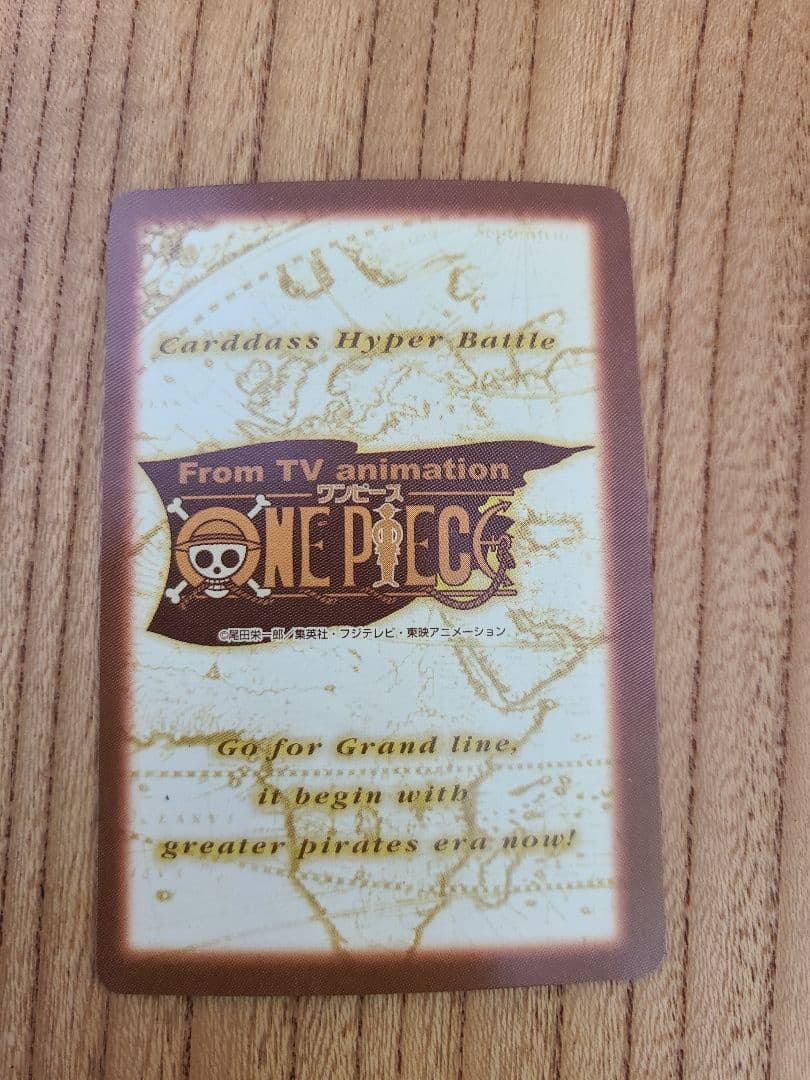 Carddass Hyper Battle
From TV animation
ワンピース
ONE PIECE
©尾田栄一郎/集英社・フジテレビ・東映アニメーション
Go for Grand line,
it begin with
greater pirates era now!